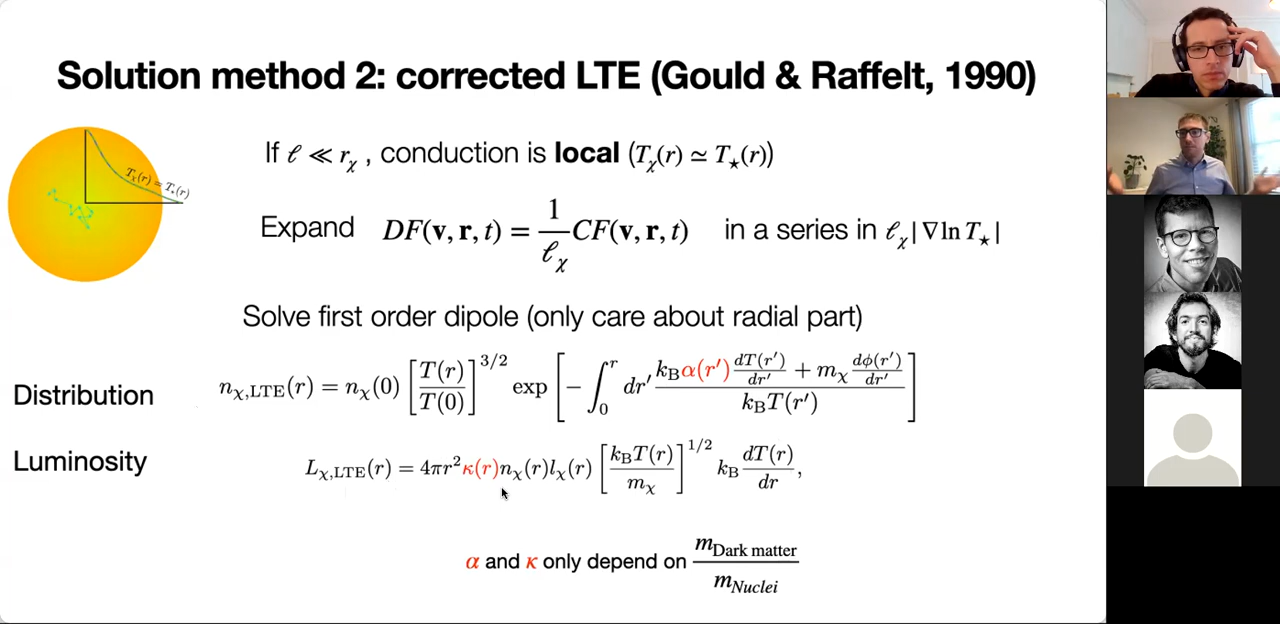 Solution method 2: corrected LTE (Gould & Raffelt, 1990)
T_χ(r) = T_⋆(r)
If ℓ ≪ r_χ , conduction is local (T_χ(r) ≃ T_⋆(r))
Expand DF(v, r, t) = 1/ℓ_χ CF(v, r, t) in a series in ℓ_χ|∇ln T_⋆|
Solve first order dipole (only care about radial part)
Distribution n_χ,LTE(r) = n_χ(0) [T(r)/T(0)]^3/2 exp [−∫_0^r dr′ (k_B α(r′) dT(r′)/dr′ + m_χ dϕ(r′)/dr′)/(k_B T(r′))]
Luminosity L_χ,LTE(r) = 4πr² κ(r) n_χ(r) l_χ(r) [k_B T(r)/m_χ]^1/2 k_B dT(r)/dr ,
α and κ only depend on m_Dark matter/m_Nuclei